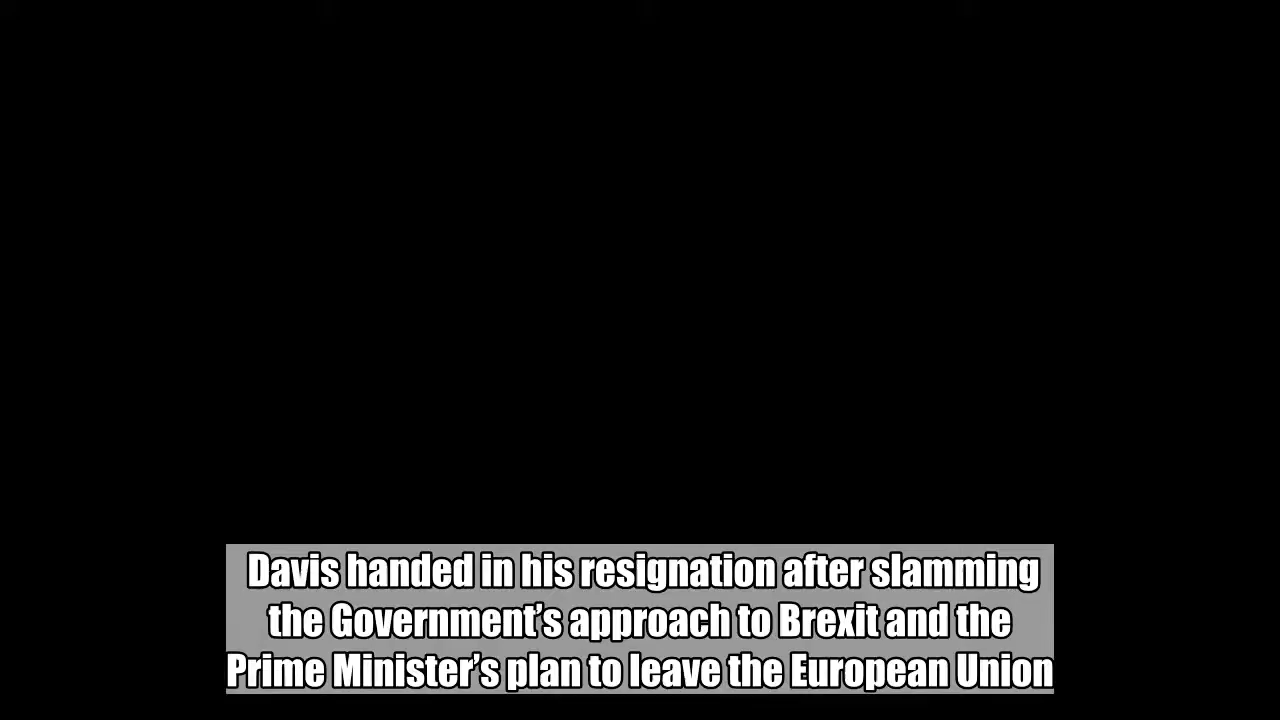 Davis handed in his resignation after slamming
the Government’s approach to Brexit and the
Prime Minister’s plan to leave the European Union